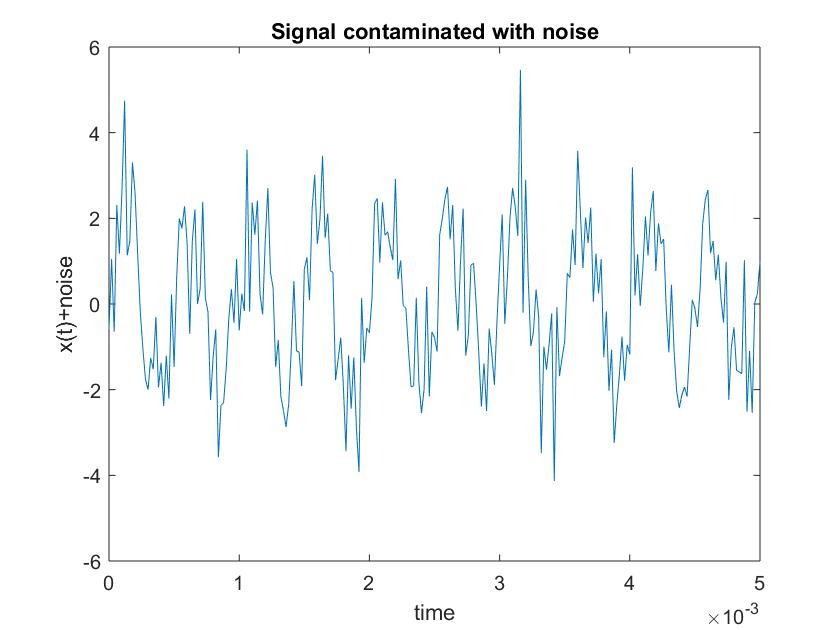 Signal contaminated with noise
6
4
2
0
-2
-4
-6
x(t)+noise
0 1 2 3 4 5
time
×10-3